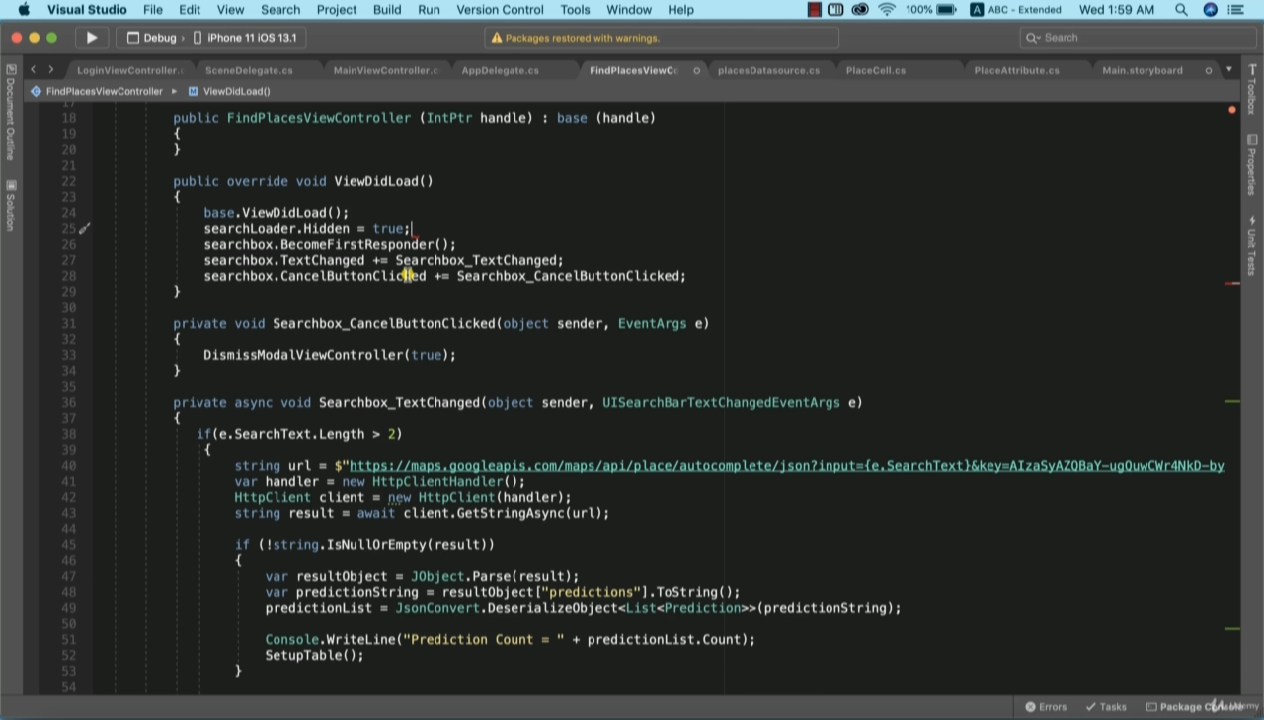 Visual Studio File Edit View Search Project Build Run Version Control Tools Window Help 100% A ABC - Extended Wed 1:59 AM
Debug › iPhone 11 iOS 13.1 Packages restored with warnings. Search
LoginViewController.c SceneDelegate.cs MainViewController.c AppDelegate.cs FindPlacesViewCo placesDatasource.cs PlaceCell.cs PlaceAttribute.cs Main.storyboard
FindPlacesViewController ▸ M ViewDidLoad()
Document Outline
Solution
Toolbox
Properties
Unit Tests
17
18 public FindPlacesViewController (IntPtr handle) : base (handle)
19 {
20 }
21
22 public override void ViewDidLoad()
23 {
24 base.ViewDidLoad();
25 searchLoader.Hidden = true;
26 searchbox.BecomeFirstResponder();
27 searchbox.TextChanged += Searchbox_TextChanged;
28 searchbox.CancelButtonClicked += Searchbox_CancelButtonClicked;
29 }
30
31 private void Searchbox_CancelButtonClicked(object sender, EventArgs e)
32 {
33 DismissModalViewController(true);
34 }
35
36 private async void Searchbox_TextChanged(object sender, UISearchBarTextChangedEventArgs e)
37 {
38 if(e.SearchText.Length > 2)
39 {
40 string url = $"https://maps.googleapis.com/maps/api/place/autocomplete/json?input={e.SearchText}&key=AIzaSyAZOBaY-ugQuwCWr4NkD-by
41 var handler = new HttpClientHandler();
42 HttpClient client = new HttpClient(handler);
43 string result = await client.GetStringAsync(url);
44
45 if (!string.IsNullOrEmpty(result))
46 {
47 var resultObject = JObject.Parse(result);
48 var predictionString = resultObject["predictions"].ToString();
49 predictionList = JsonConvert.DeserializeObject<List<Prediction>>(predictionString);
50
51 Console.WriteLine("Prediction Count = " + predictionList.Count);
52 SetupTable();
53 }
54
Errors Tasks Package